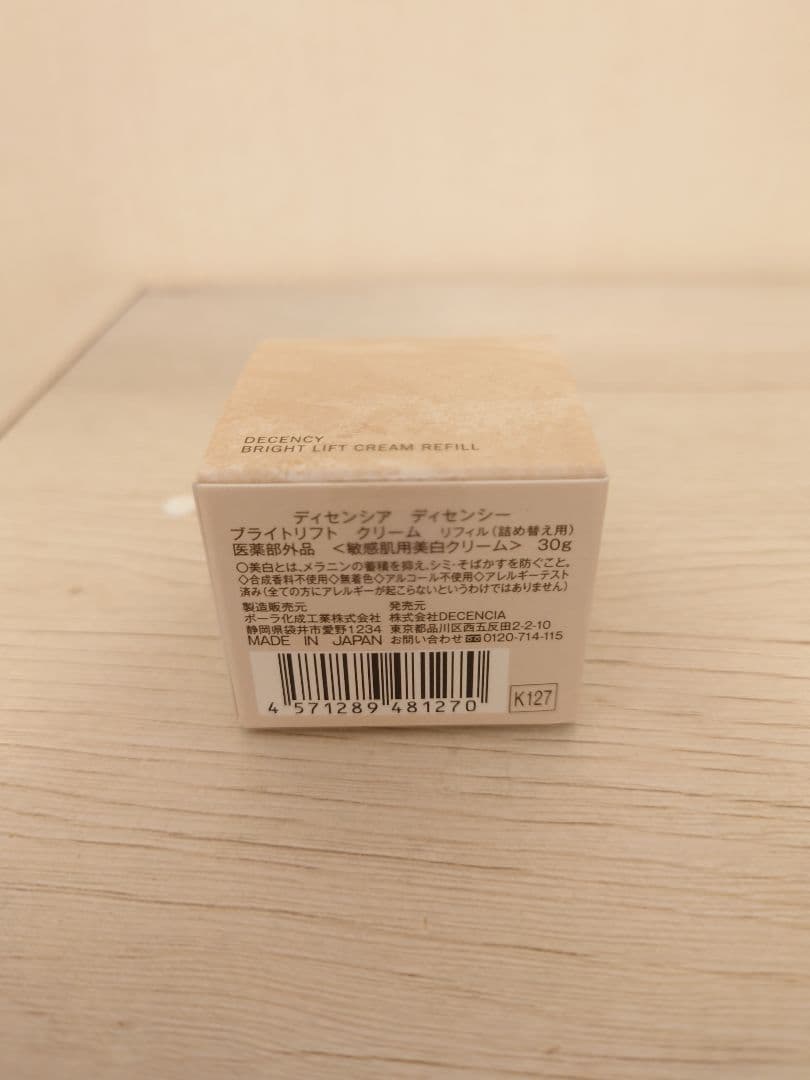 DECENCY
BRIGHT LIFT CREAM REFILL
ディセンシア　ディセンシー
ブライトリフト　クリーム　リフィル(詰め替え用)
医薬部外品　＜敏感肌用美白クリーム＞　30g
○美白とは、メラニンの蓄積を抑え、シミ・そばかすを防ぐこと。
◇合成香料不使用◇無着色◇アルコール不使用◇アレルギーテスト
済み(全ての方にアレルギーが起こらないというわけではありません)
製造販売元
ポーラ化成工業株式会社
静岡県袋井市愛野1234
MADE IN JAPAN
発売元
株式会社DECENCIA
東京都品川区西五反田2-2-10
お問い合わせ 0120-714-115
4 571289 481270
K127